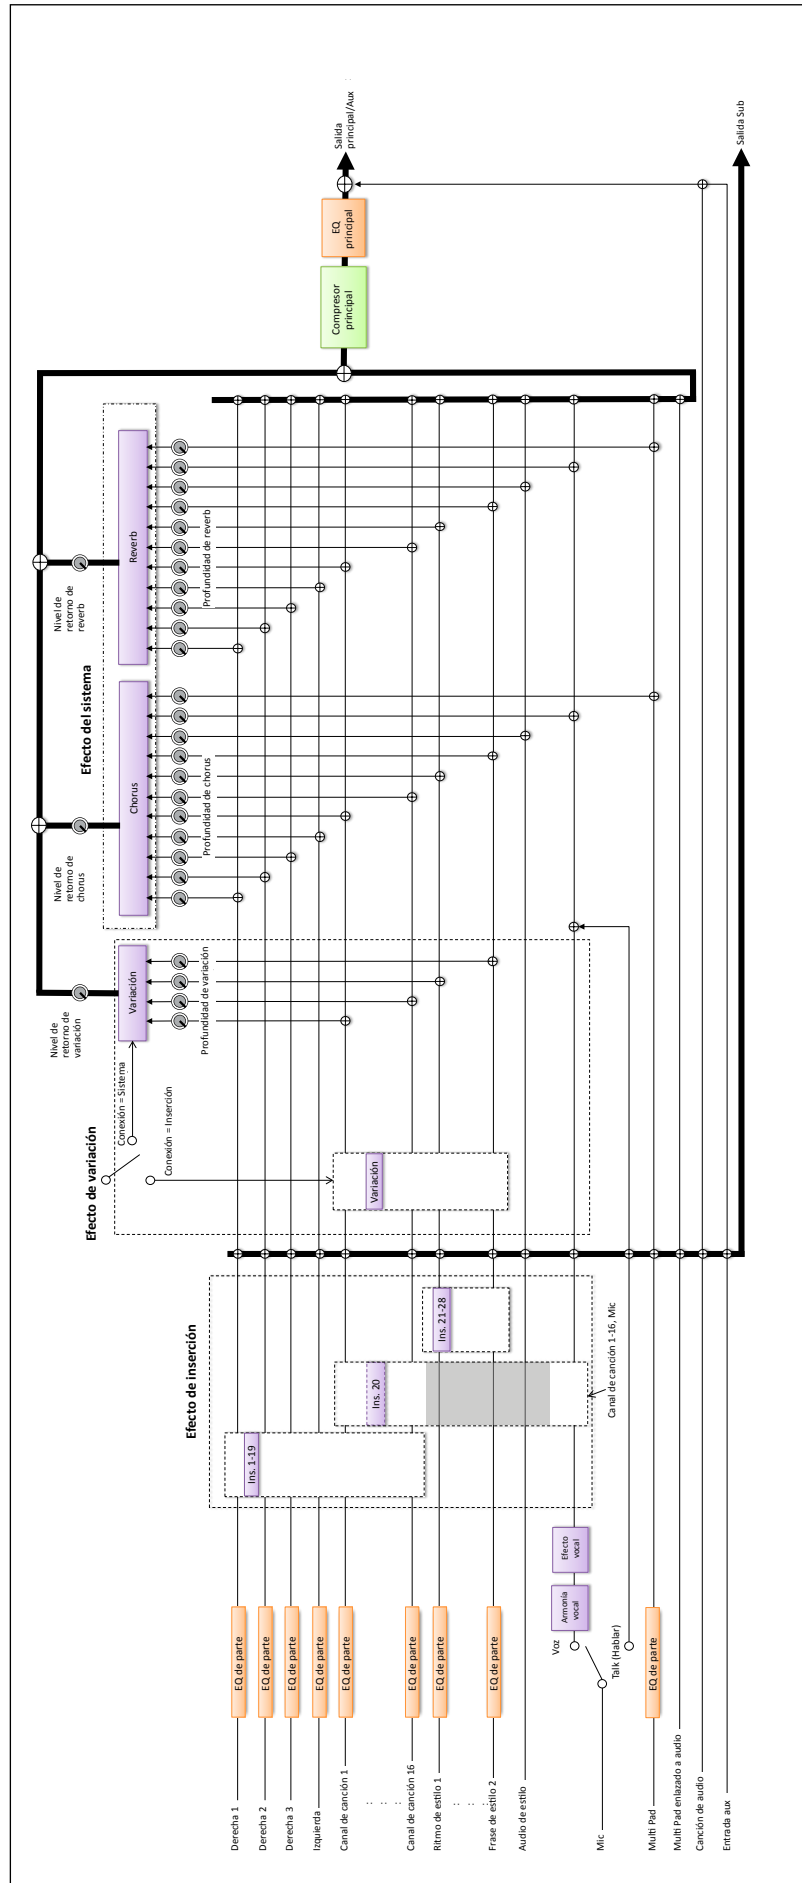 Derecha 1
Derecha 2
Derecha 3
Izquierda
Canal de canción 1
Canal de canción 16
Ritmo de estilo 1
Frase de estilo 2
Audio de estilo
Mic
Multi Pad
Multi Pad enlazado a audio
Canción de audio
Entrada aux
EQ de parte
EQ de parte
EQ de parte
EQ de parte
EQ de parte
EQ de parte
EQ de parte
EQ de parte
EQ de parte
Voz
Talk (Hablar)
Armonía
vocal
Efecto
vocal
Efecto de inserción
Ins. 1-19
Ins. 20
Ins. 21-28
Canal de canción 1-16, Mic
Efecto de variación
Conexión = Sistema
Conexión = Inserción
Variación
Variación
Nivel de
retorno de
variación
Profundidad de variación
Efecto del sistema
Nivel de
retorno de
chorus
Chorus
Profundidad de chorus
Nivel de
retorno de
reverb
Reverb
Profundidad de reverb
Compresor
principal
EQ
principal
Salida
principal/Aux
Salida Sub